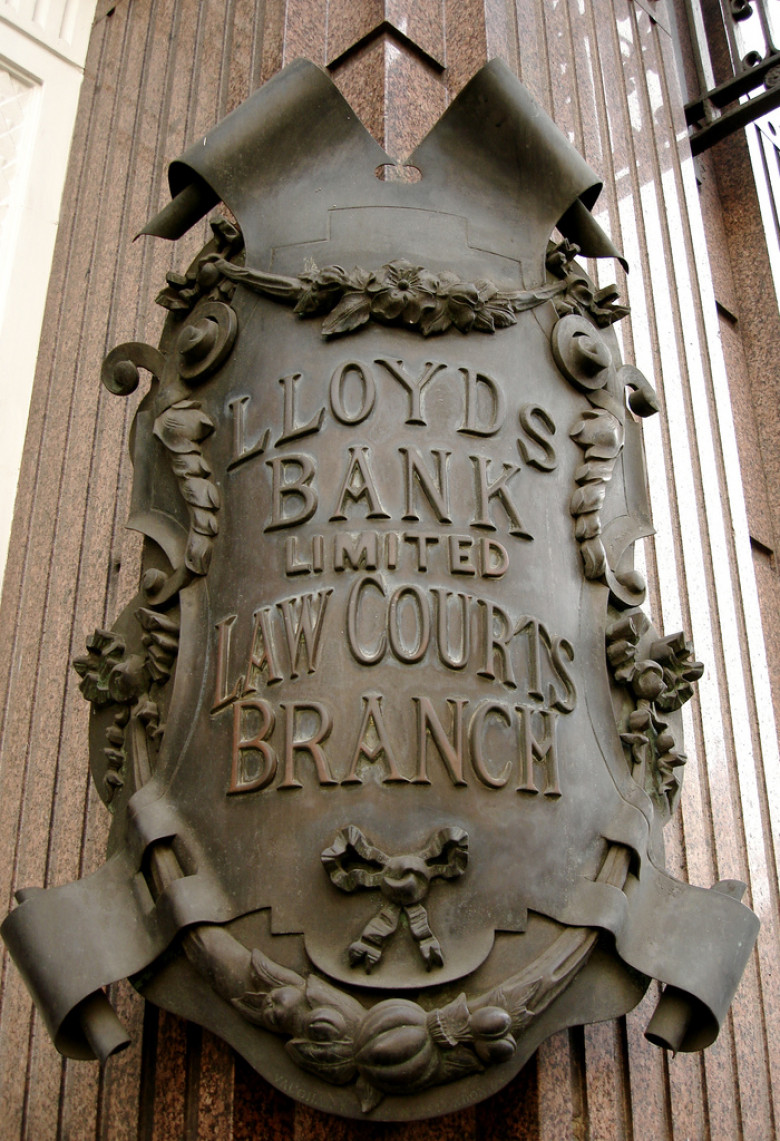 LLOYDS
BANK
LIMITED
LAW COURTS
BRANCH